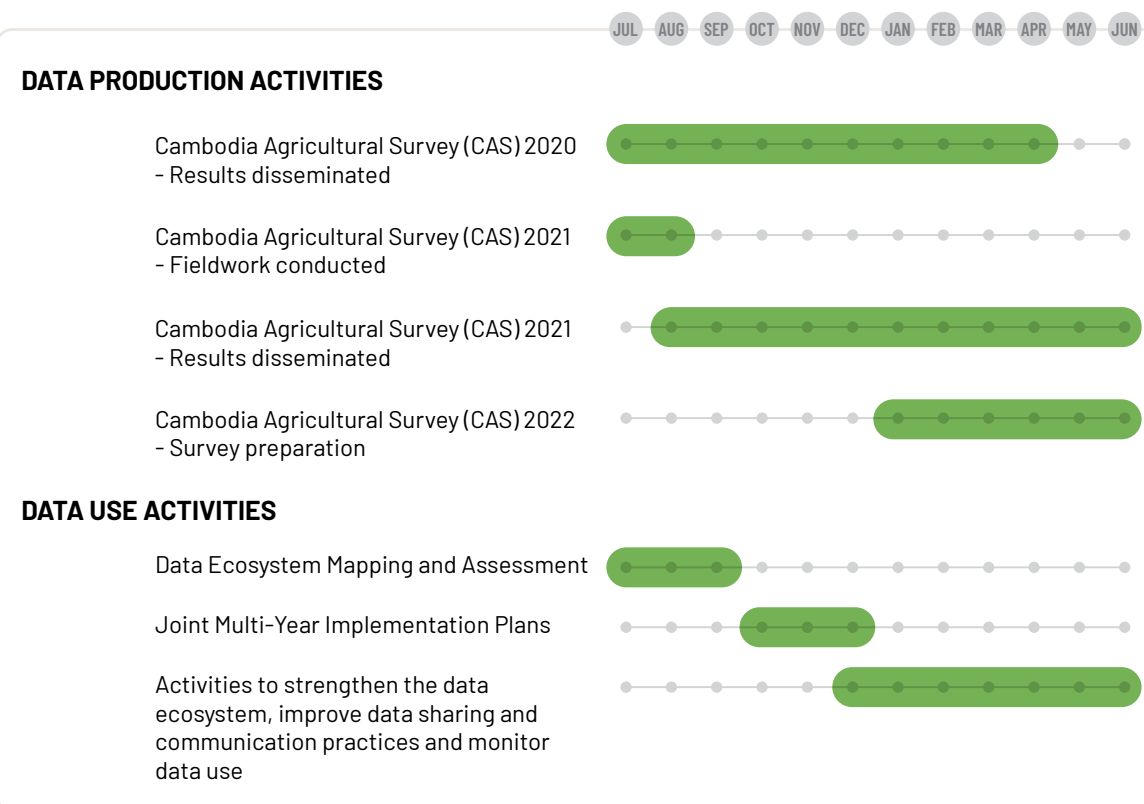 JUL AUG SEP OCT NOV DEC JAN FEB MAR APR MAY JUN
DATA PRODUCTION ACTIVITIES
Cambodia Agricultural Survey (CAS) 2020
- Results disseminated
Cambodia Agricultural Survey (CAS) 2021
- Fieldwork conducted
Cambodia Agricultural Survey (CAS) 2021
- Results disseminated
Cambodia Agricultural Survey (CAS) 2022
- Survey preparation
DATA USE ACTIVITIES
Data Ecosystem Mapping and Assessment
Joint Multi-Year Implementation Plans
Activities to strengthen the data
ecosystem, improve data sharing and
communication practices and monitor
data use